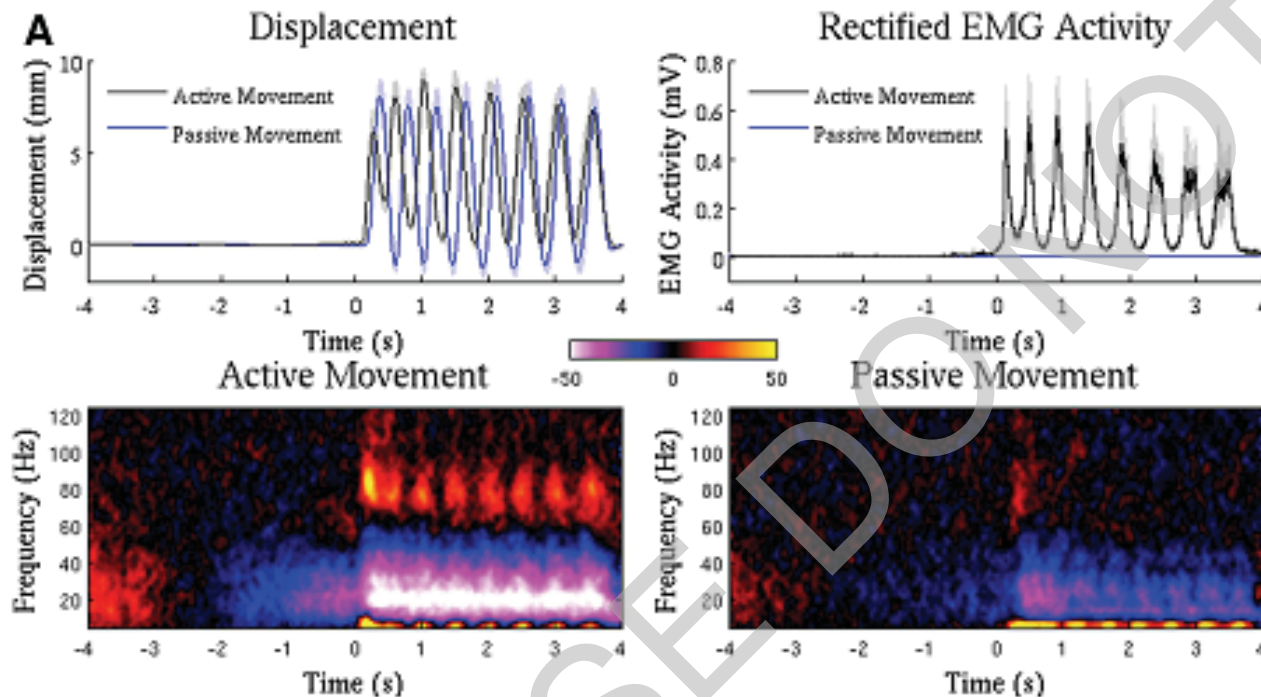 A
Displacement
Rectified EMG Activity
Displacement (mm)
10
5
0
Active Movement
Passive Movement
-4 -3 -2 -1 0 1 2 3 4
Time (s)
EMG Activity (mV)
0.8
0.6
0.4
0.2
0
Active Movement
Passive Movement
-4 -3 -2 -1 0 1 2 3 4
Time (s)
-50 0 50
Active Movement
Passive Movement
Frequency (Hz)
120
100
80
60
40
20
-4 -3 -2 -1 0 1 2 3 4
Time (s)
Frequency (Hz)
120
100
80
60
40
20
-4 -3 -2 -1 0 1 2 3 4
Time (s)
SE DO NOT